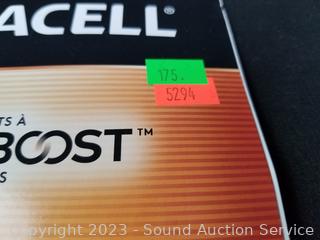 ACELL®
175.
5294
TS À
BOOST™
S
Copyright 2023 - Sound Auction Service